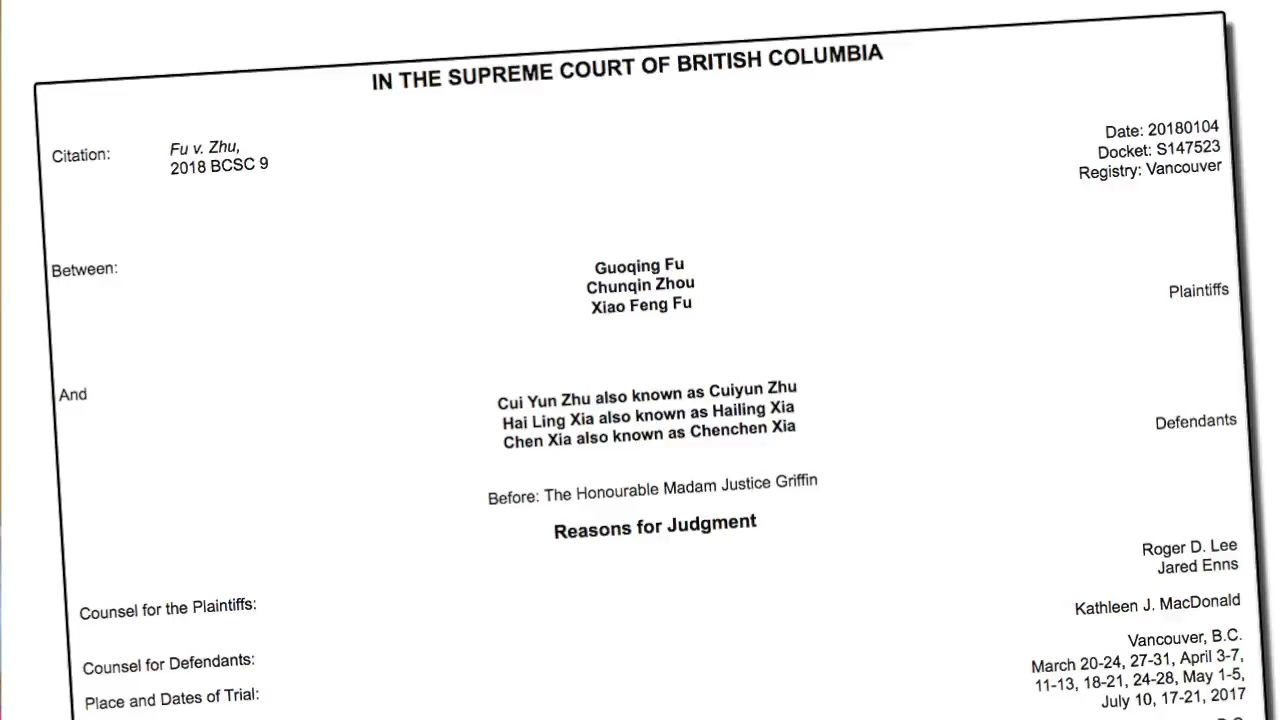 IN THE SUPREME COURT OF BRITISH COLUMBIA
Citation: Fu v. Zhu,
2018 BCSC 9
Date: 20180104
Docket: S147523
Registry: Vancouver
Between:
Guoqing Fu
Chunqin Zhou
Xiao Feng Fu
Plaintiffs
And
Cui Yun Zhu also known as Cuiyun Zhu
Hai Ling Xia also known as Hailing Xia
Chen Xia also known as Chenchen Xia
Defendants
Before: The Honourable Madam Justice Griffin
Reasons for Judgment
Counsel for the Plaintiffs:
Roger D. Lee
Jared Enns
Counsel for Defendants:
Kathleen J. MacDonald
Place and Dates of Trial:
Vancouver, B.C.
March 20-24, 27-31, April 3-7,
11-13, 18-21, 24-28, May 1-5,
July 10, 17-21, 2017